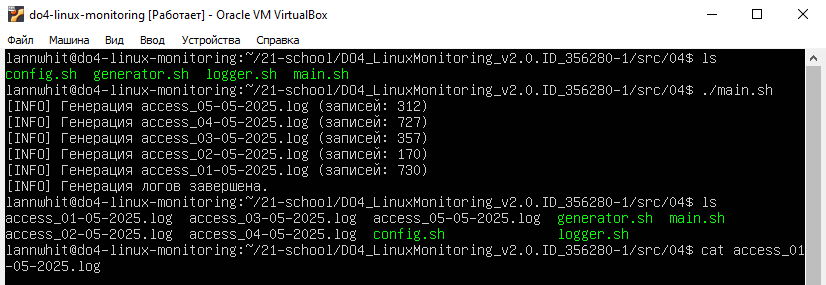 do4-linux-monitoring [Работает] - Oracle VM VirtualBox
Файл Машина Вид Ввод Устройства Справка
lannwhit@do4-linux-monitoring:~/21-school/DO4_LinuxMonitoring_v2.0.ID_356280-1/src/04$ ls
config.sh  generator.sh  logger.sh  main.sh
lannwhit@do4-linux-monitoring:~/21-school/DO4_LinuxMonitoring_v2.0.ID_356280-1/src/04$ ./main.sh
[INFO] Генерация access_05-05-2025.log (записей: 312)
[INFO] Генерация access_04-05-2025.log (записей: 727)
[INFO] Генерация access_03-05-2025.log (записей: 357)
[INFO] Генерация access_02-05-2025.log (записей: 170)
[INFO] Генерация access_01-05-2025.log (записей: 730)
[INFO] Генерация логов завершена.
lannwhit@do4-linux-monitoring:~/21-school/DO4_LinuxMonitoring_v2.0.ID_356280-1/src/04$ ls
access_01-05-2025.log  access_03-05-2025.log  access_05-05-2025.log  generator.sh  main.sh
access_02-05-2025.log  access_04-05-2025.log  config.sh              logger.sh
lannwhit@do4-linux-monitoring:~/21-school/DO4_LinuxMonitoring_v2.0.ID_356280-1/src/04$ cat access_01
-05-2025.log